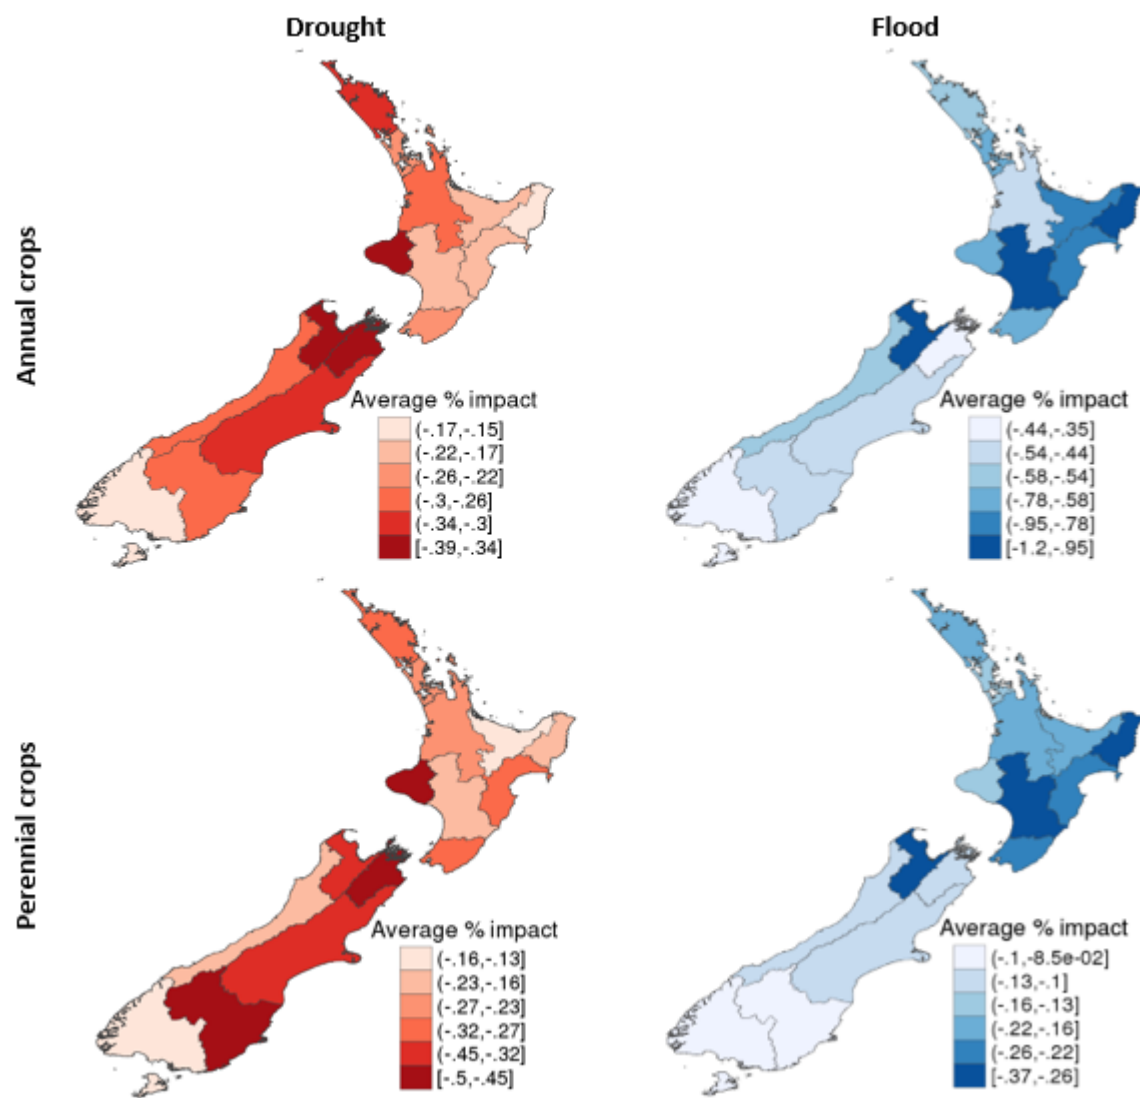 Drought
Flood
Annual crops
Average % impact
(-.17,-.15]
(-.22,-.17]
(-.26,-.22]
(-.3,-.26]
(-.34,-.3]
[-.39,-.34]
Average % impact
(-.44,-.35]
(-.54,-.44]
(-.58,-.54]
(-.78,-.58]
(-.95,-.78]
[-1.2,-.95]
Perennial crops
Average % impact
(-.16,-.13]
(-.23,-.16]
(-.27,-.23]
(-.32,-.27]
(-.45,-.32]
[-.5,-.45]
Average % impact
(-.1,-8.5e-02]
(-.13,-.1]
(-.16,-.13]
(-.22,-.16]
(-.26,-.22]
[-.37,-.26]